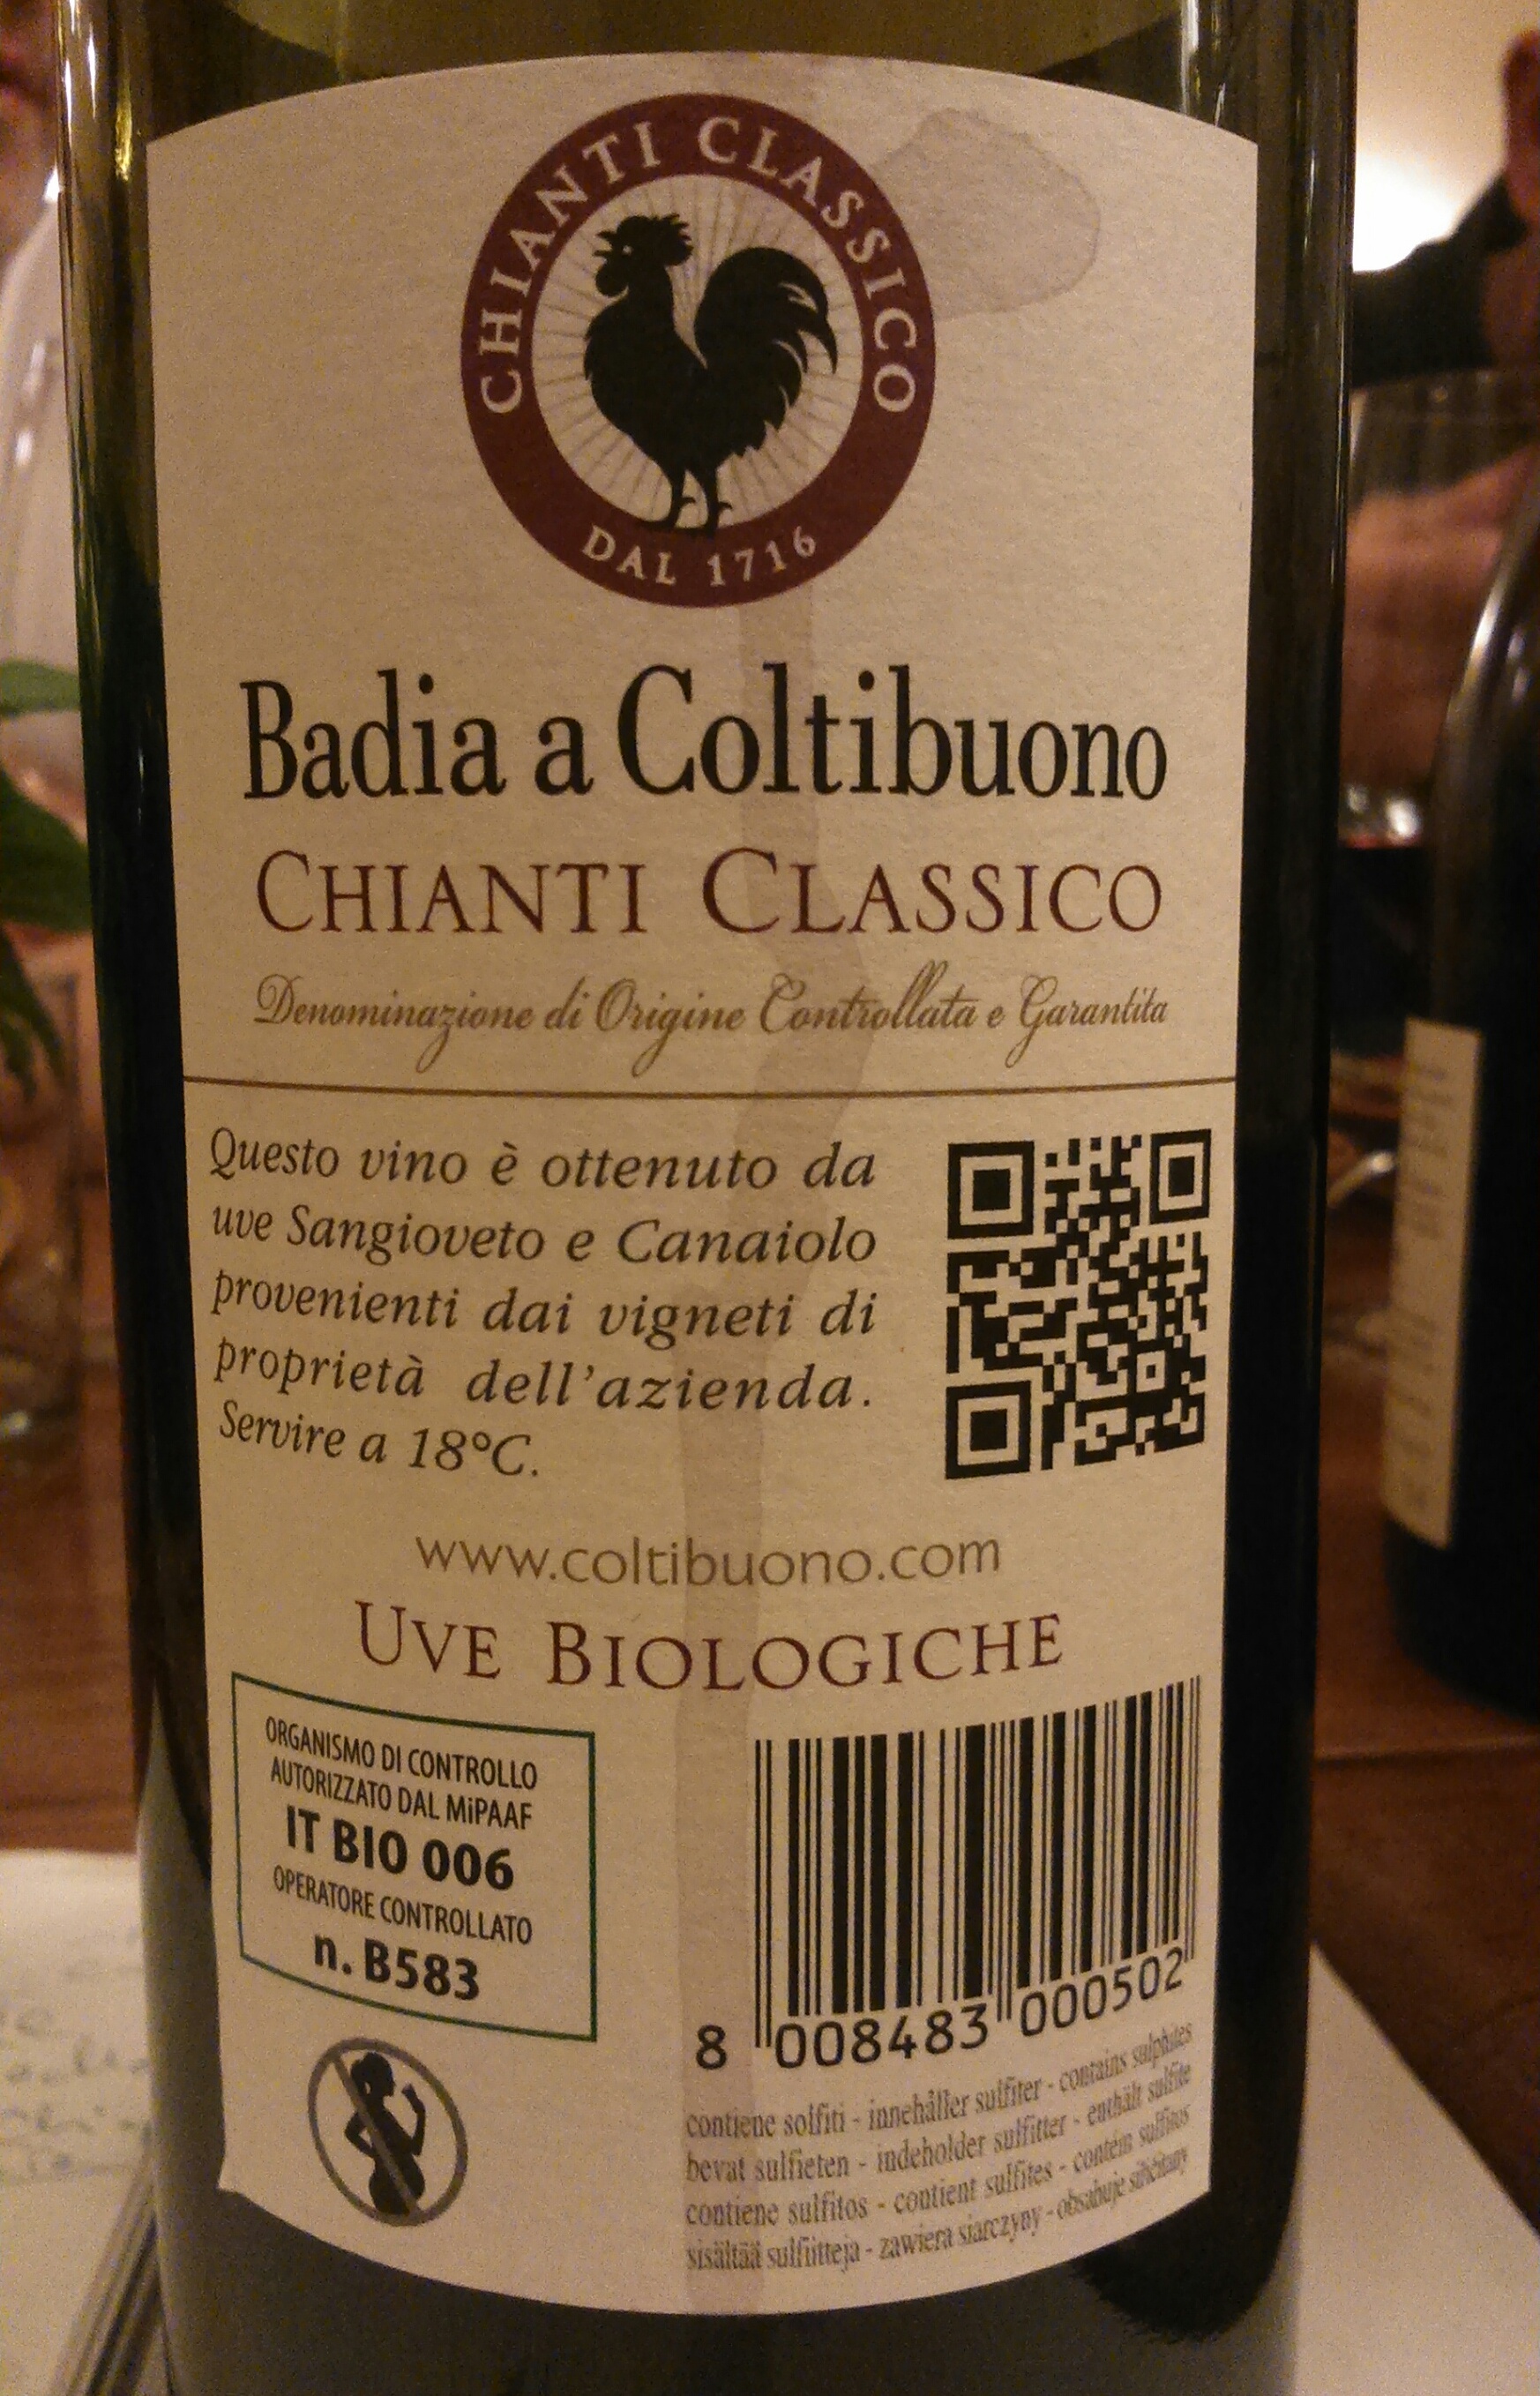 CHIANTI CLASSICO
DAL 1716
Badia a Coltibuono
CHIANTI CLASSICO
Denominazione di Origine Controllata e Garantita
Questo vino è ottenuto da
uve Sangioveto e Canaiolo
provenienti dai vigneti di
proprietà dell'azienda.
Servire a 18°C.
www.coltibuono.com
UVE BIOLOGICHE
ORGANISMO DI CONTROLLO
AUTORIZZATO DAL MiPAAF
IT BIO 006
OPERATORE CONTROLLATO
n. B583
8 008483 000502
contiene solfiti - innehåller sulfiter - contains sulphites
bevat sulfieten - indeholder sulfitter - enthält sulfite
contiene sulfitos - contient sulfites - contém sulfitos
sisältää sulfiitteja - zawiera siarczyny - obsahuje siřičitany